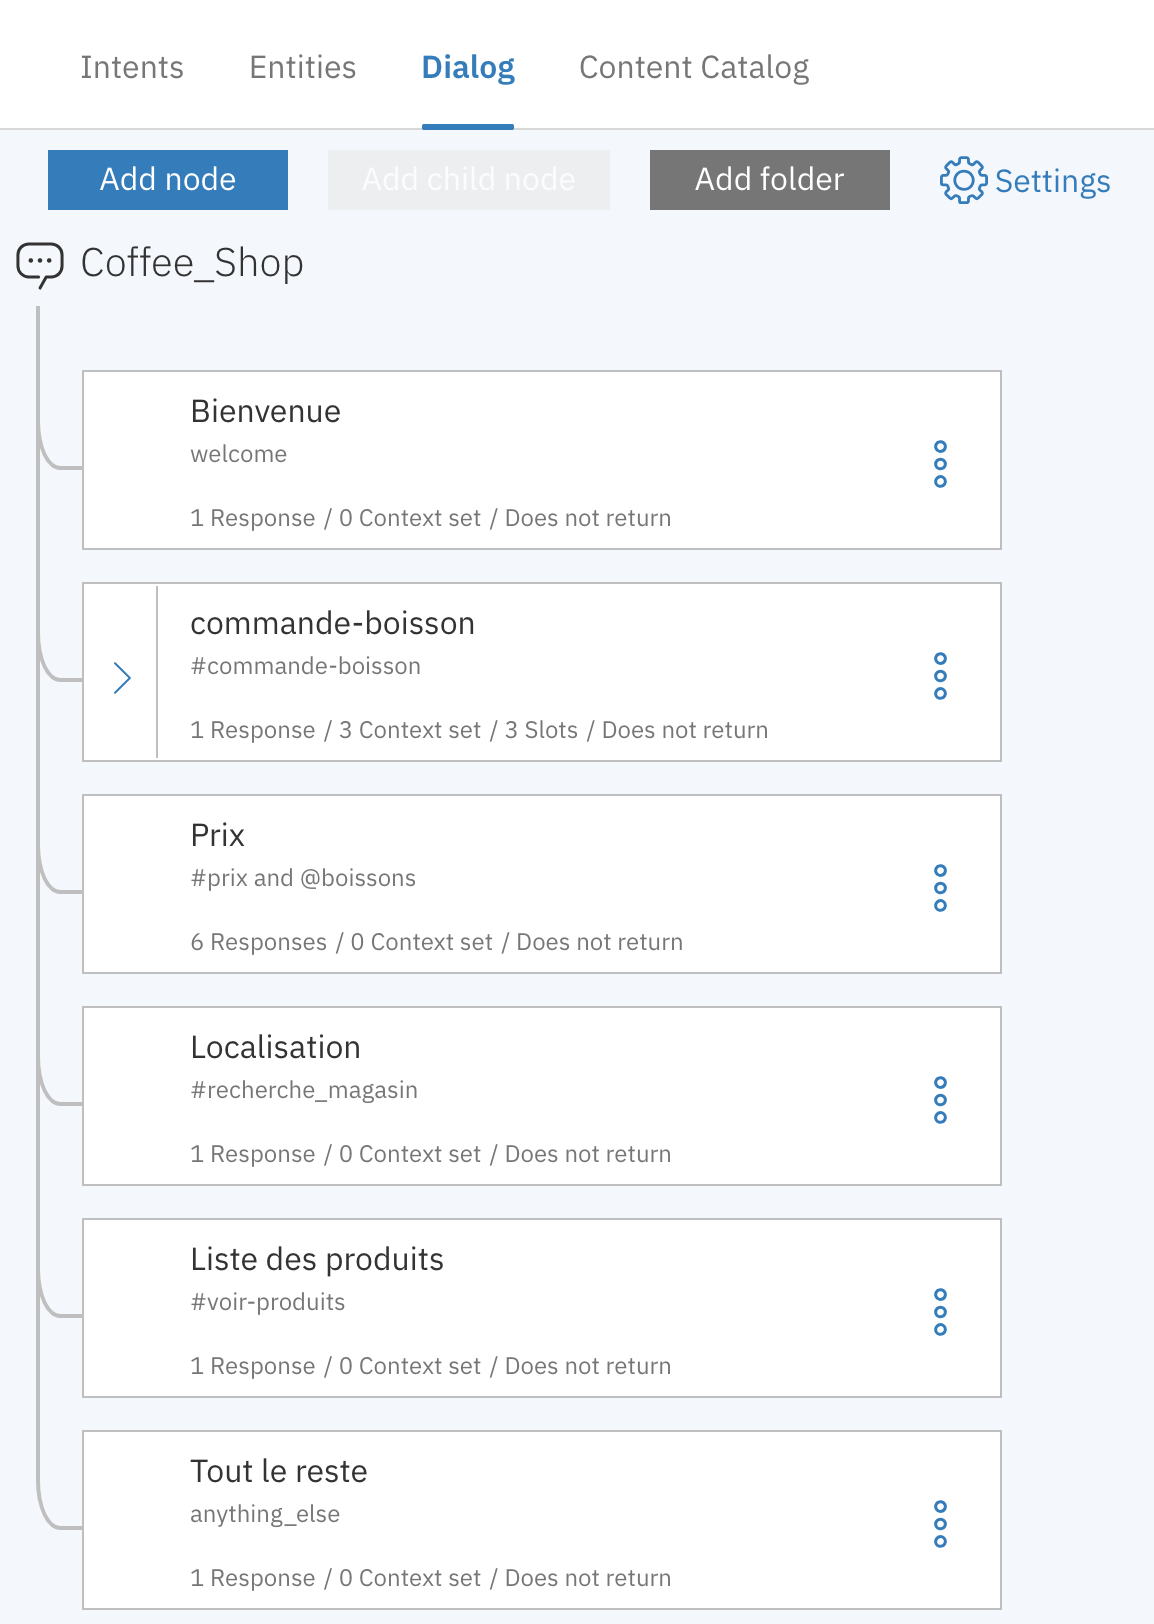 Intents Entities Dialog Content Catalog
Add node Add child node Add folder Settings
Coffee_Shop
Bienvenue
welcome
1 Response / 0 Context set / Does not return
commande-boisson
#commande-boisson
1 Response / 3 Context set / 3 Slots / Does not return
Prix
#prix and @boissons
6 Responses / 0 Context set / Does not return
Localisation
#recherche_magasin
1 Response / 0 Context set / Does not return
Liste des produits
#voir-produits
1 Response / 0 Context set / Does not return
Tout le reste
anything_else
1 Response / 0 Context set / Does not return